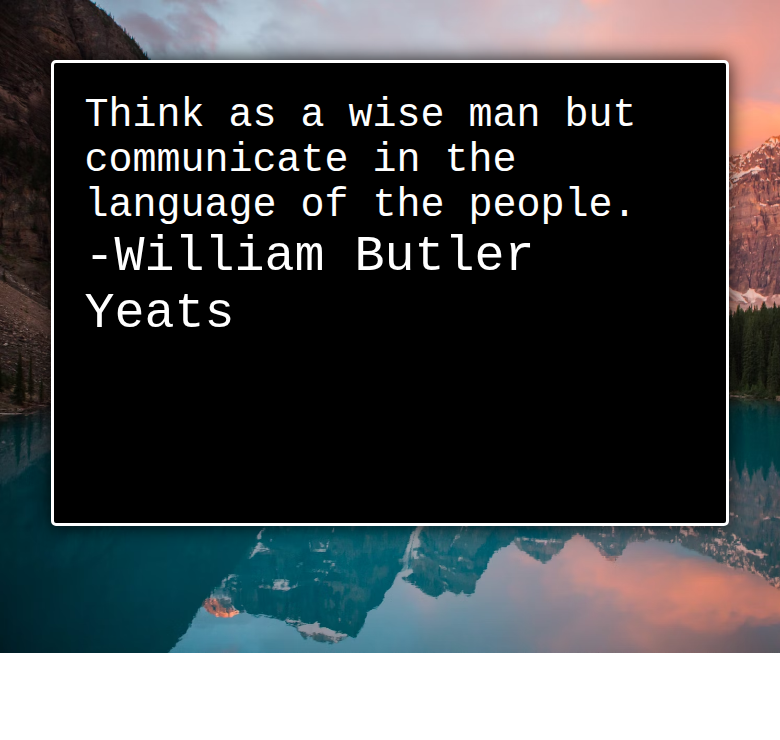 Think as a wise man but
communicate in the
language of the people.
-William Butler
Yeats